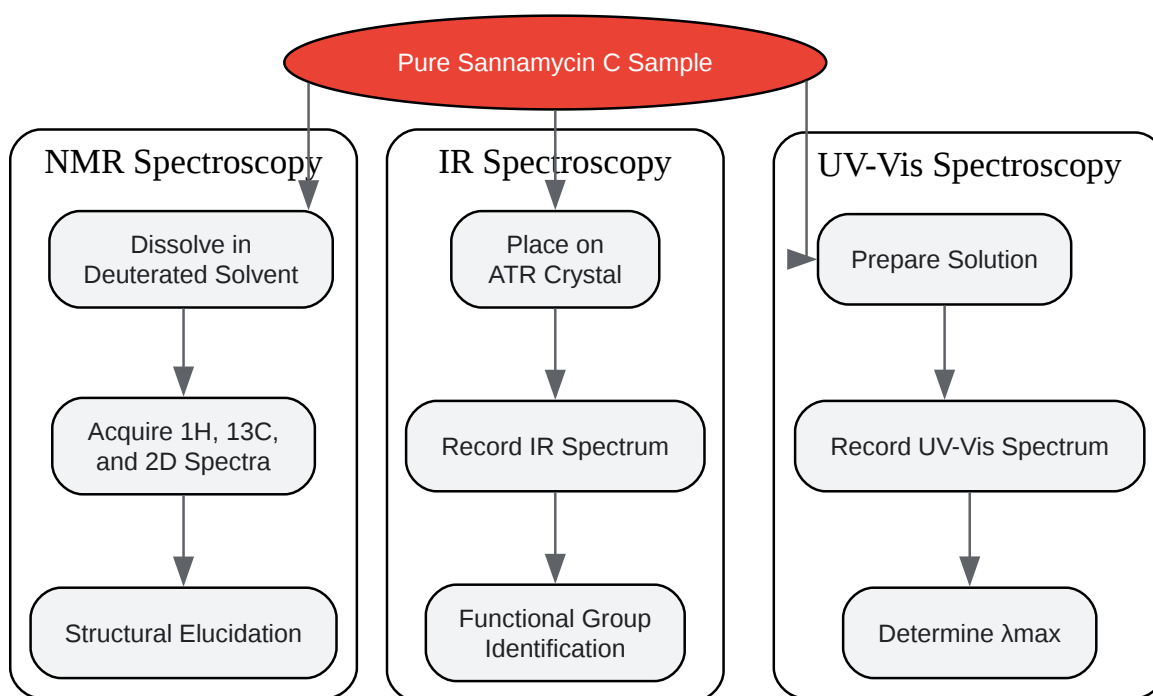 Pure Sannamycin C Sample
NMR Spectroscopy
Dissolve in
Deuterated Solvent
Acquire 1H, 13C,
and 2D Spectra
Structural Elucidation
IR Spectroscopy
Place on
ATR Crystal
Record IR Spectrum
Functional Group
Identification
UV-Vis Spectroscopy
Prepare Solution
Record UV-Vis Spectrum
Determine λmax